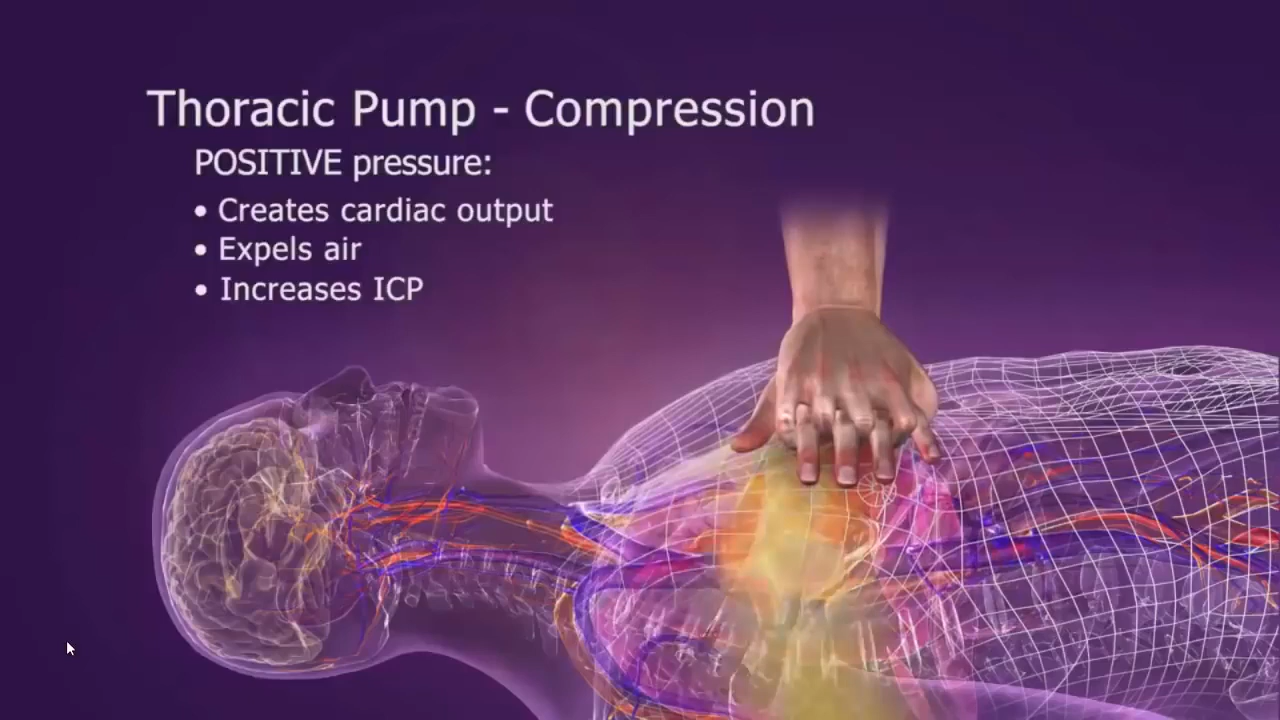 Thoracic Pump - Compression
POSITIVE pressure:
• Creates cardiac output
• Expels air
• Increases ICP